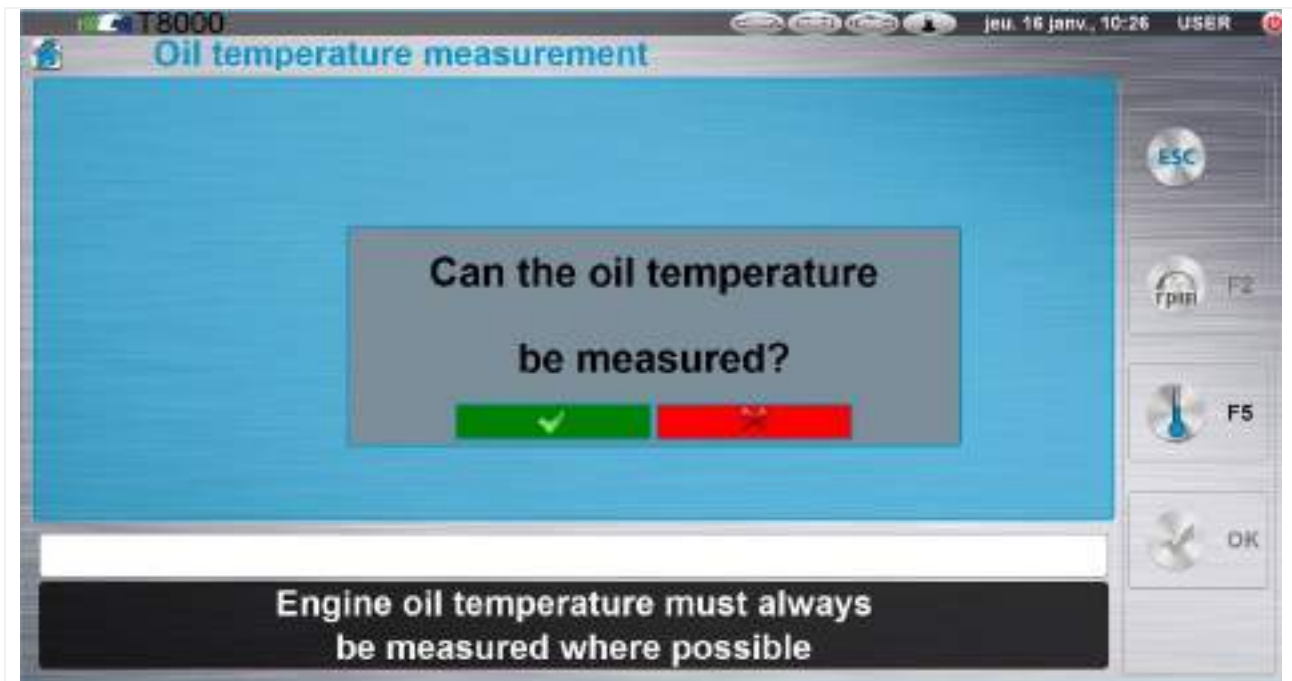 T8000
jeu. 16 janv., 10:26 USER
Oil temperature measurement
ESC
Can the oil temperature
be measured?
rpm F2
F5
OK
Engine oil temperature must always
be measured where possible